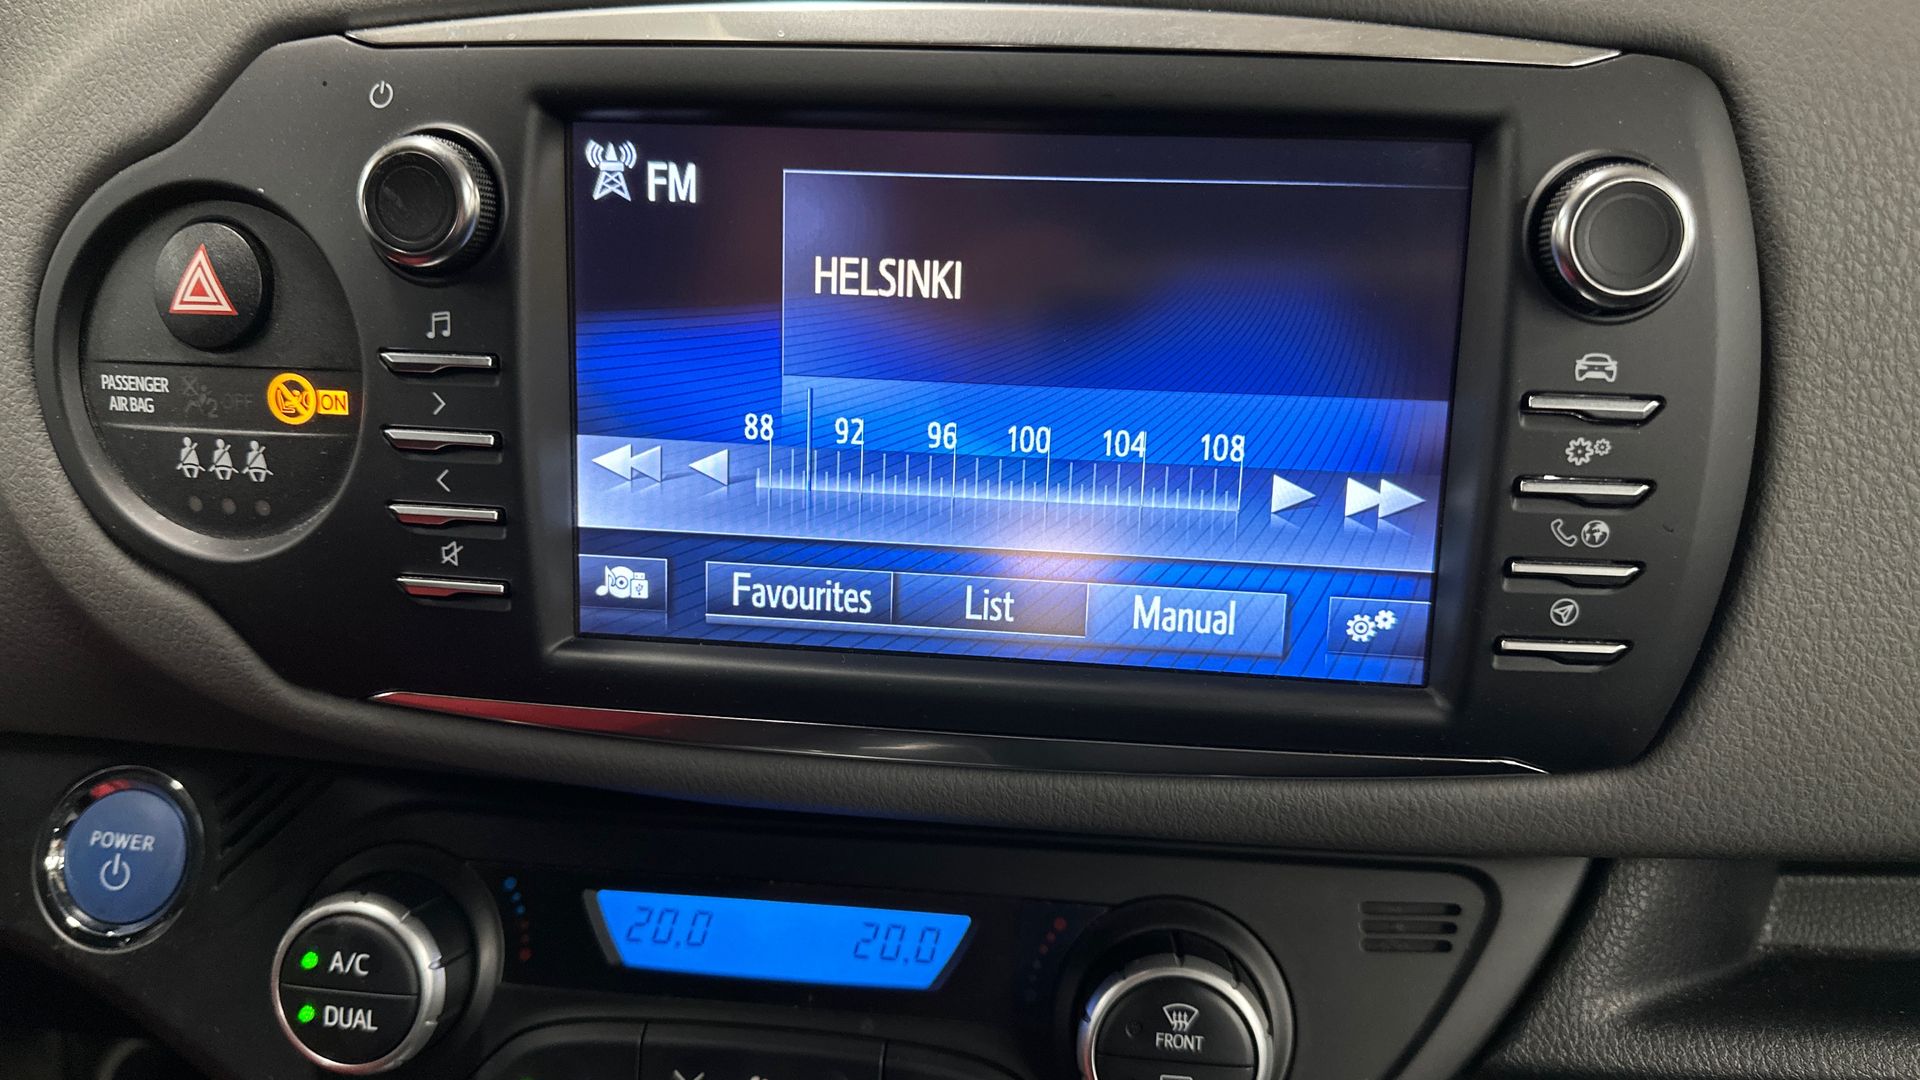 FM
HELSINKI
88 92 96 100 104 108
Favourites List Manual
PASSENGER
AIR BAG
2 OFF
ON
POWER
20.0 20.0
A/C
DUAL
FRONT